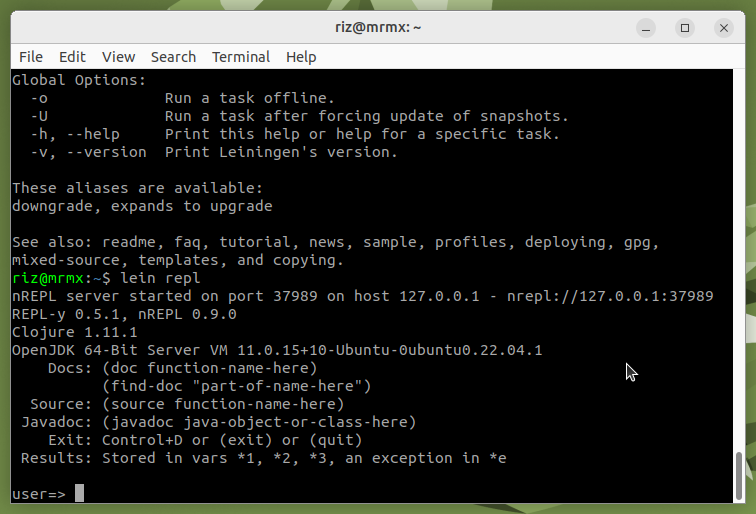 riz@mrmx: ~
File Edit View Search Terminal Help
Global Options:
  -o             Run a task offline.
  -U             Run a task after forcing update of snapshots.
  -h, --help     Print this help or help for a specific task.
  -v, --version  Print Leiningen's version.

These aliases are available:
downgrade, expands to upgrade

See also: readme, faq, tutorial, news, sample, profiles, deploying, gpg,
mixed-source, templates, and copying.
riz@mrmx:~$ lein repl
nREPL server started on port 37989 on host 127.0.0.1 - nrepl://127.0.0.1:37989
REPL-y 0.5.1, nREPL 0.9.0
Clojure 1.11.1
OpenJDK 64-Bit Server VM 11.0.15+10-Ubuntu-0ubuntu0.22.04.1
    Docs: (doc function-name-here)
          (find-doc "part-of-name-here")
  Source: (source function-name-here)
 Javadoc: (javadoc java-object-or-class-here)
    Exit: Control+D or (exit) or (quit)
 Results: Stored in vars *1, *2, *3, an exception in *e

user=>